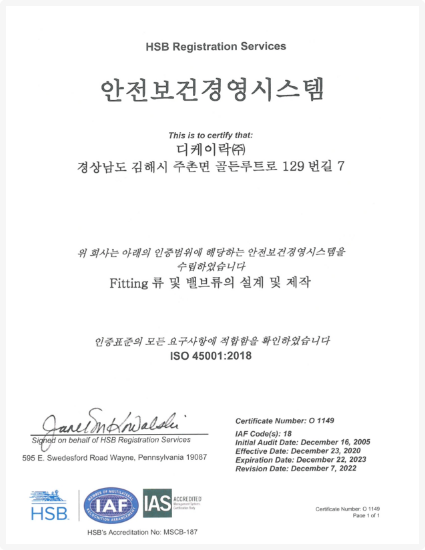 HSB Registration Services
안전보건경영시스템
This is to certify that:
디케이락㈜
경상남도 김해시 주촌면 골든루트로 129 번길 7
위 회사는 아래의 인증범위에 해당하는 안전보건경영시스템을
수립하였습니다
Fitting 류 및 밸브류의 설계 및 제작
인증표준의 모든 요구사항에 적합함을 확인하였습니다
ISO 45001:2018
Signed on behalf of HSB Registration Services
595 E. Swedesford Road Wayne, Pennsylvania 19087
Certificate Number: O 1149
IAF Code(s): 18
Initial Audit Date: December 16, 2005
Effective Date: December 23, 2020
Expiration Date: December 22, 2023
Revision Date: December 7, 2022
HSB
IAF
IAS ACCREDITED
HSB's Accreditation No: MSCB-187
Certificate Number: O 1149
Page 1 of 1